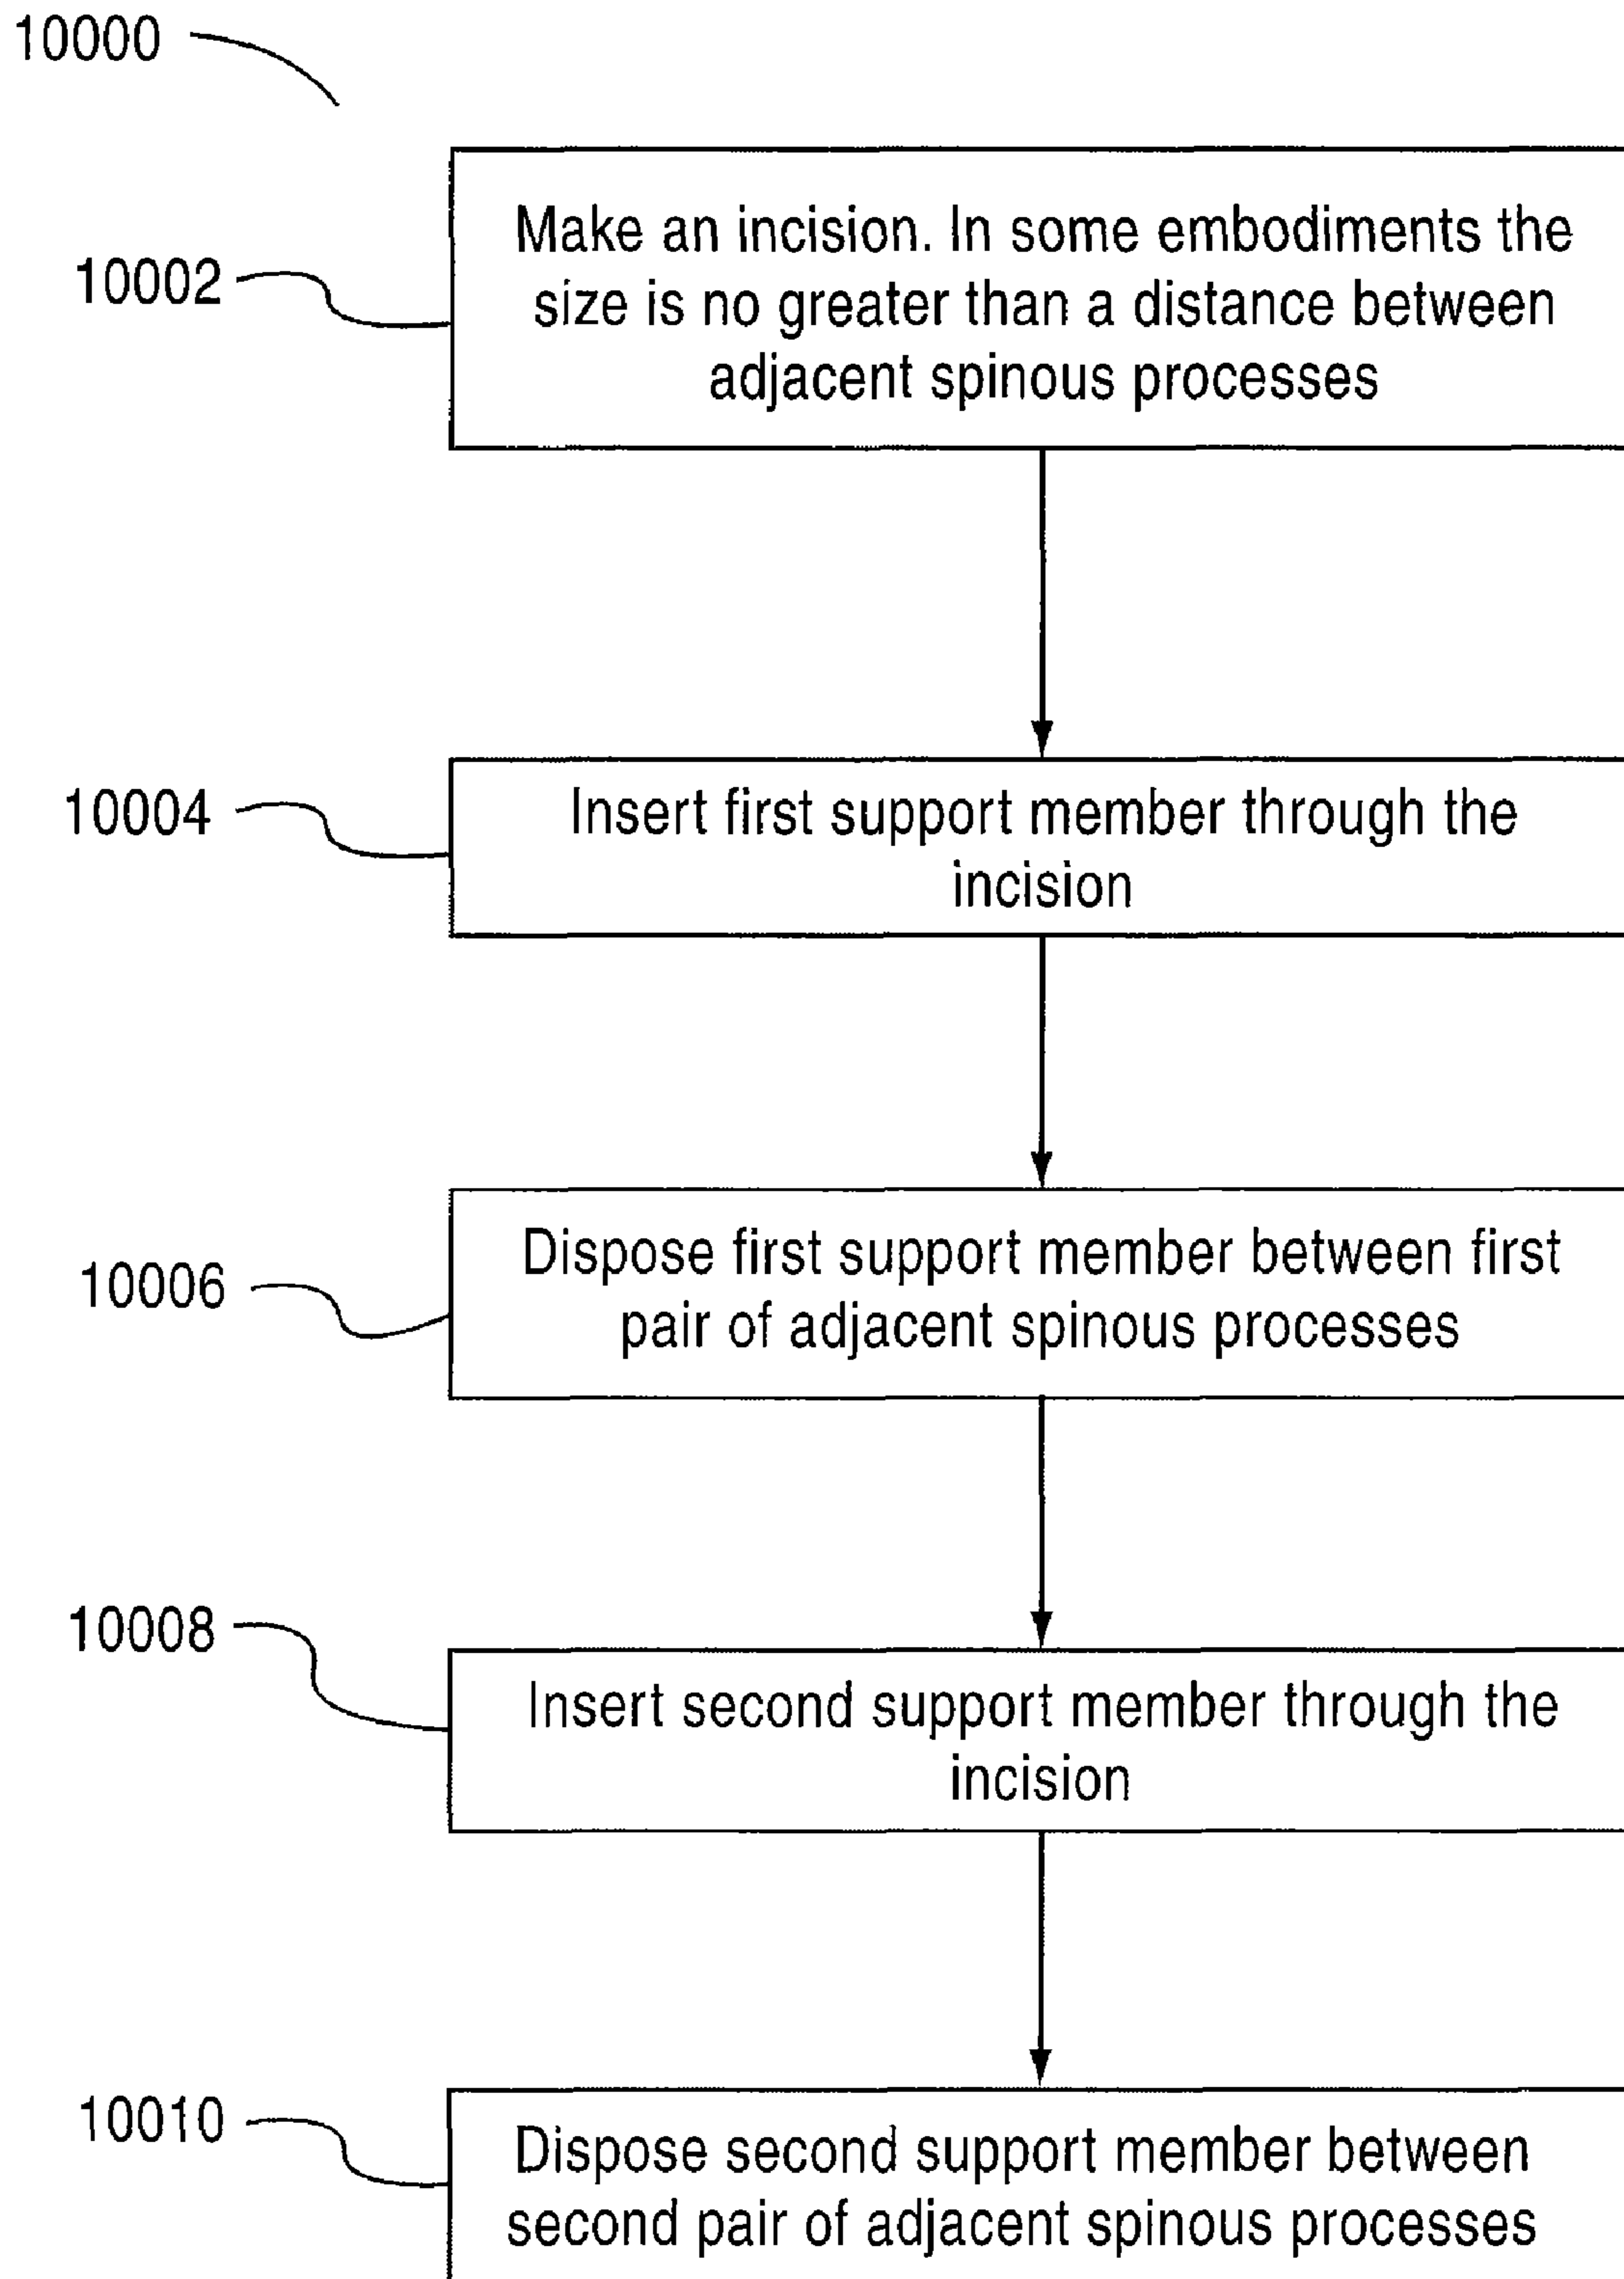 10000
10002
Make an incision. In some embodiments the
size is no greater than a distance between
adjacent spinous processes
10004
Insert first support member through the
incision
10006
Dispose first support member between first
pair of adjacent spinous processes
10008
Insert second support member through the
incision
10010
Dispose second support member between
second pair of adjacent spinous processes